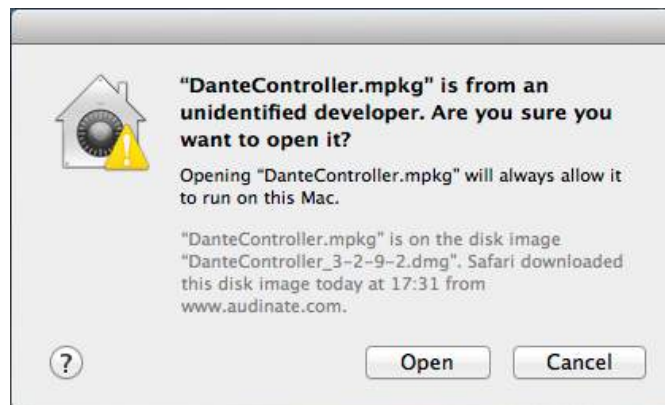 “DanteController.mpkg” is from an
unidentified developer. Are you sure you
want to open it?
Opening “DanteController.mpkg” will always allow it
to run on this Mac.
“DanteController.mpkg” is on the disk image
“DanteController_3-2-9-2.dmg”. Safari downloaded
this disk image today at 17:31 from
www.audinate.com.
?
Open
Cancel